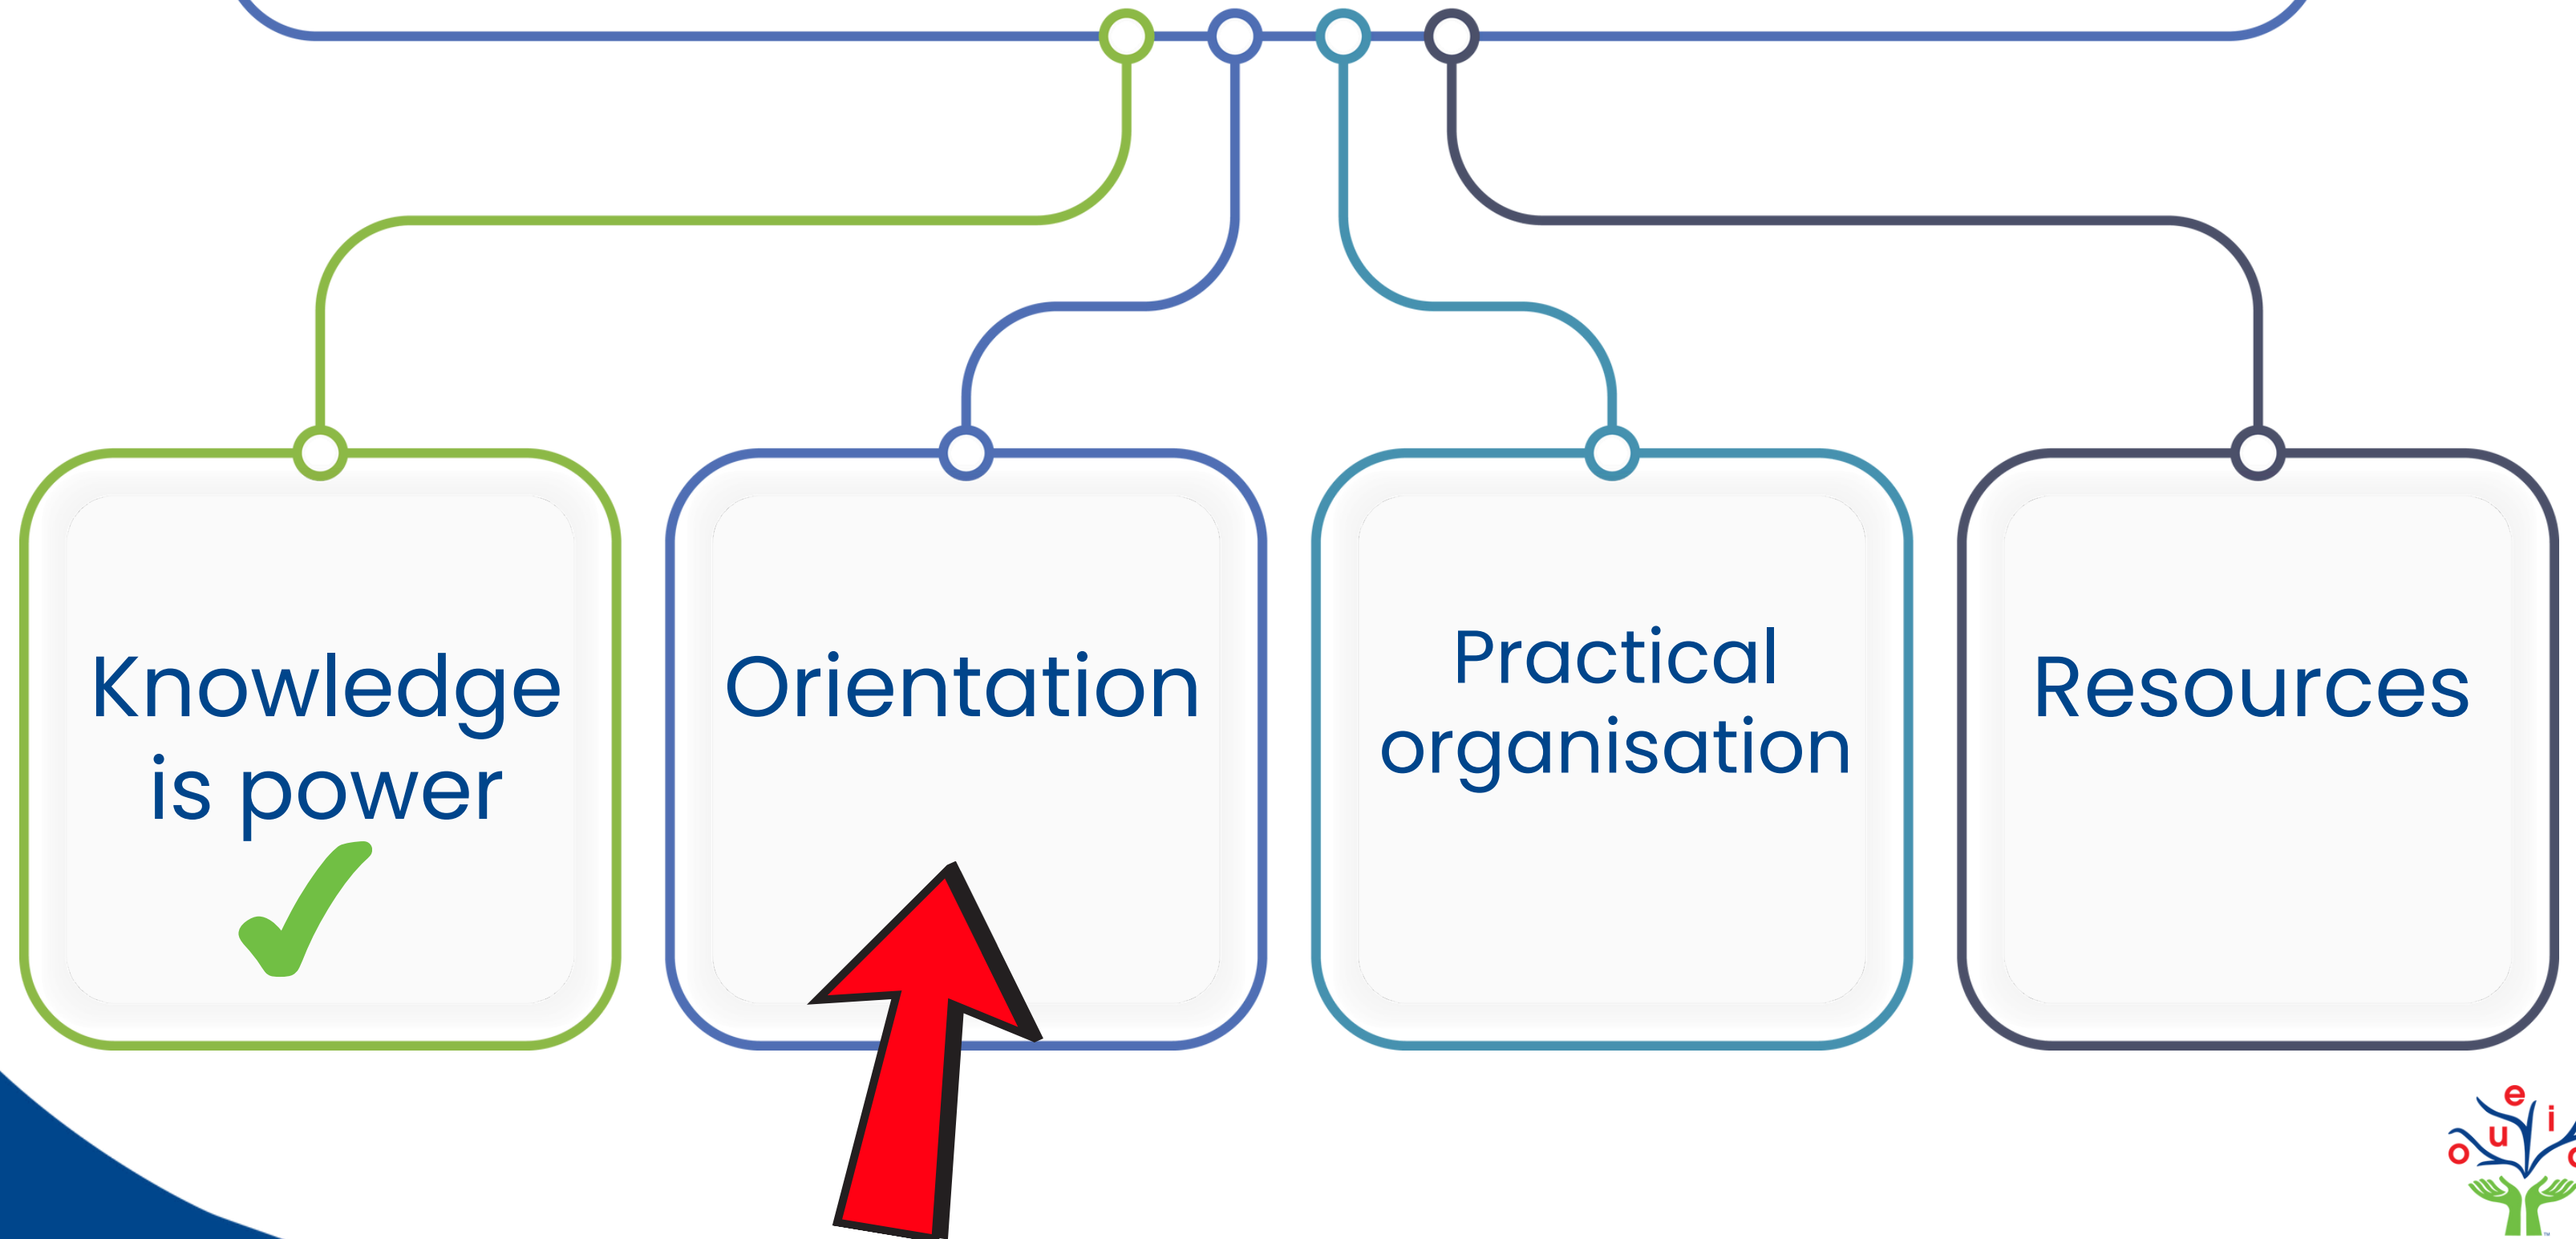 Knowledge
is power
Orientation
Practical
organisation
Resources
e
u
i
o